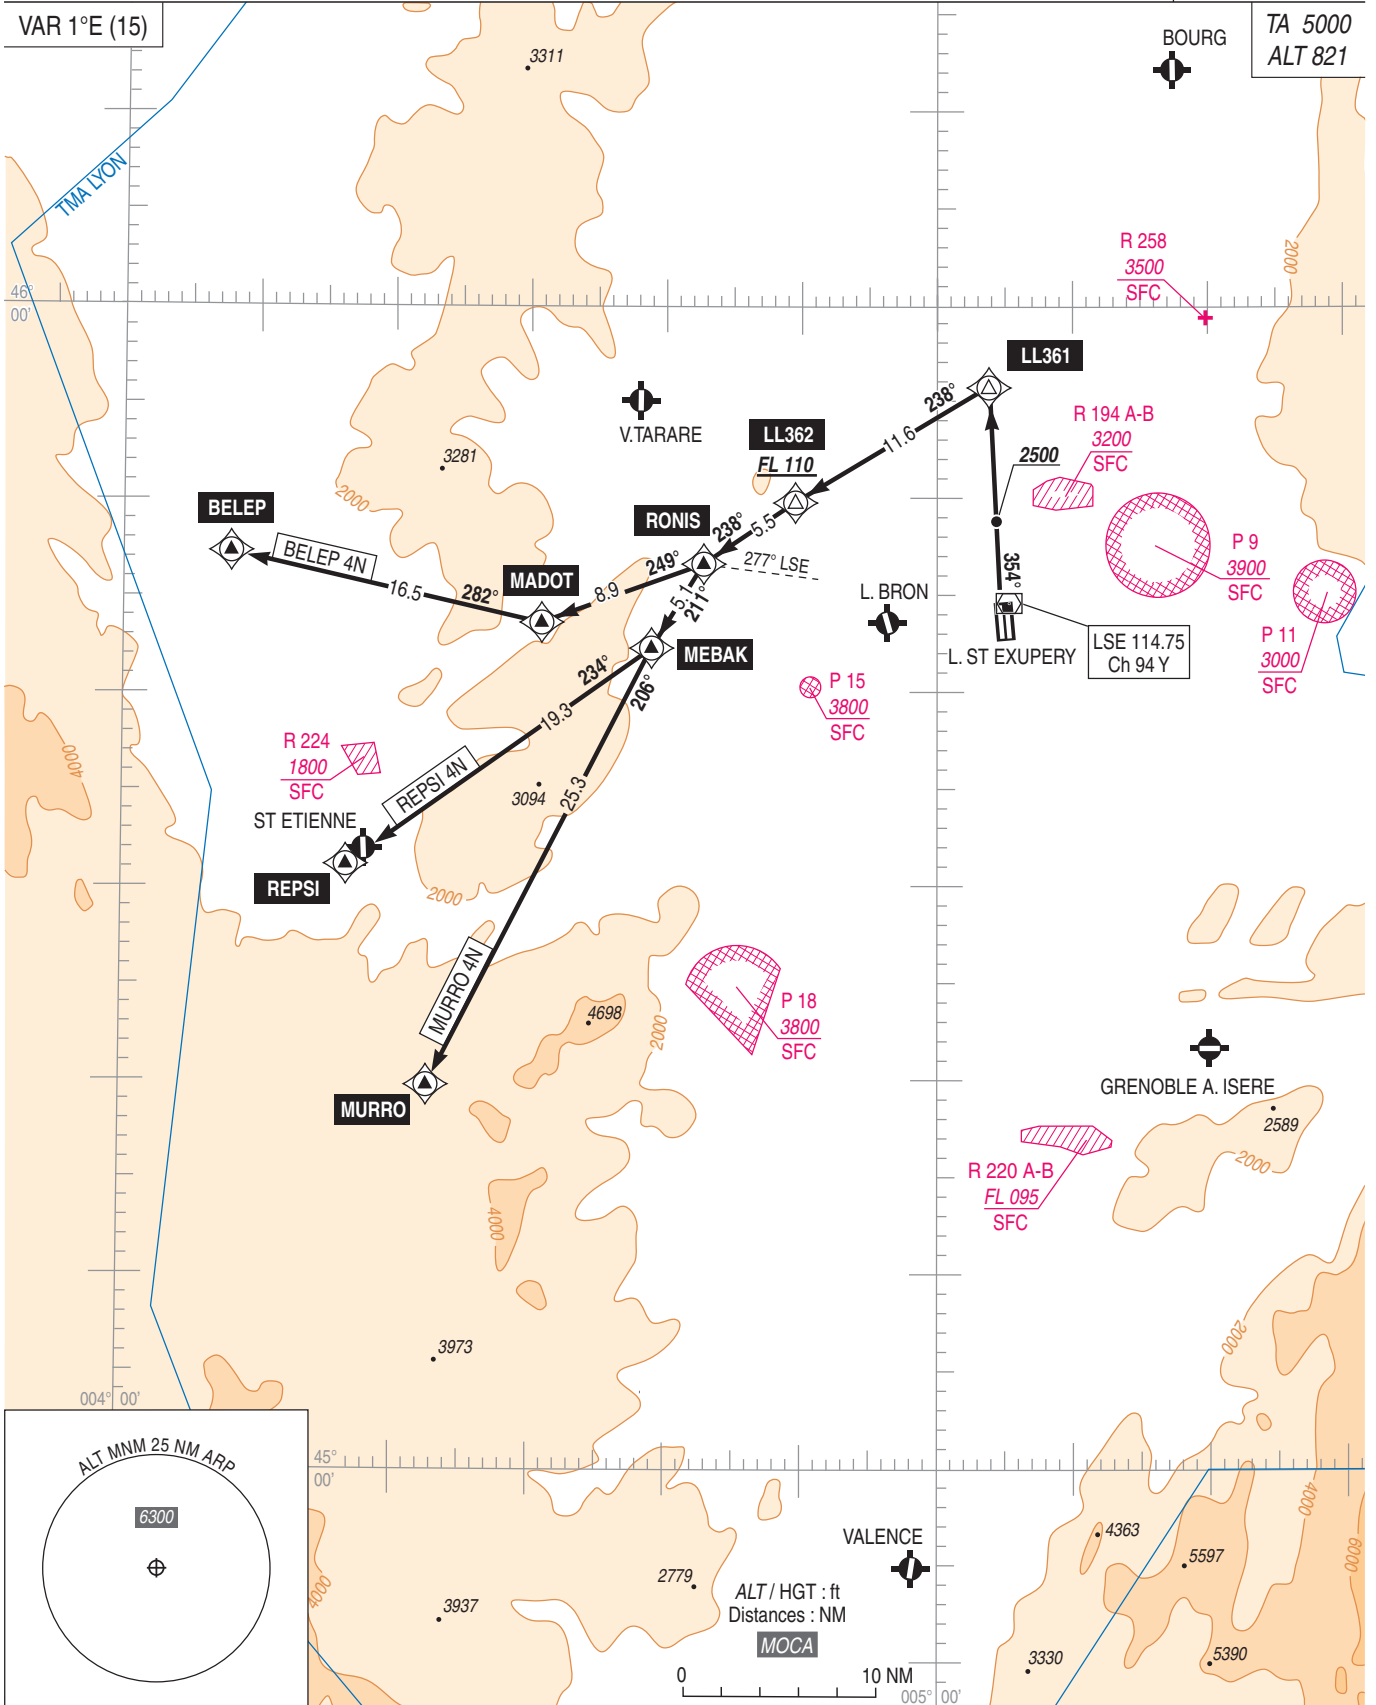 VAR 1°E (15)
TA 5000
ALT 821
3311
BOURG
TMA LYON
R 258
3500
SFC
2000
46°
00'
LL361
238°
11.6
R 194 A-B
3200
SFC
V.TARARE
LL362
FL 110
2500
3281
2000
BELEP
RONIS
238°
5.5
P 9
3900
SFC
BELEP 4N
16.5
282°
MADOT
249°
8.9
277° LSE
5.1
211°
354°
L. BRON
P 11
3000
SFC
LSE 114.75
Ch 94 Y
L. ST EXUPERY
MEBAK
234°
206°
19.3
P 15
3800
SFC
R 224
1800
SFC
4000
REPSI 4N
3094
25.3
ST ETIENNE
REPSI
2000
MURRO 4N
4698
2000
P 18
3800
SFC
MURRO
GRENOBLE A. ISERE
2589
2000
R 220 A-B
FL 095
SFC
4000
2000
3973
004° 00'
ALT MNM 25 NM ARP
6300
45°
00'
4000
6000
4363
5597
VALENCE
2779
ALT / HGT : ft
Distances : NM
MOCA
4000
3937
3330
5390
0 10 NM
005° 00'